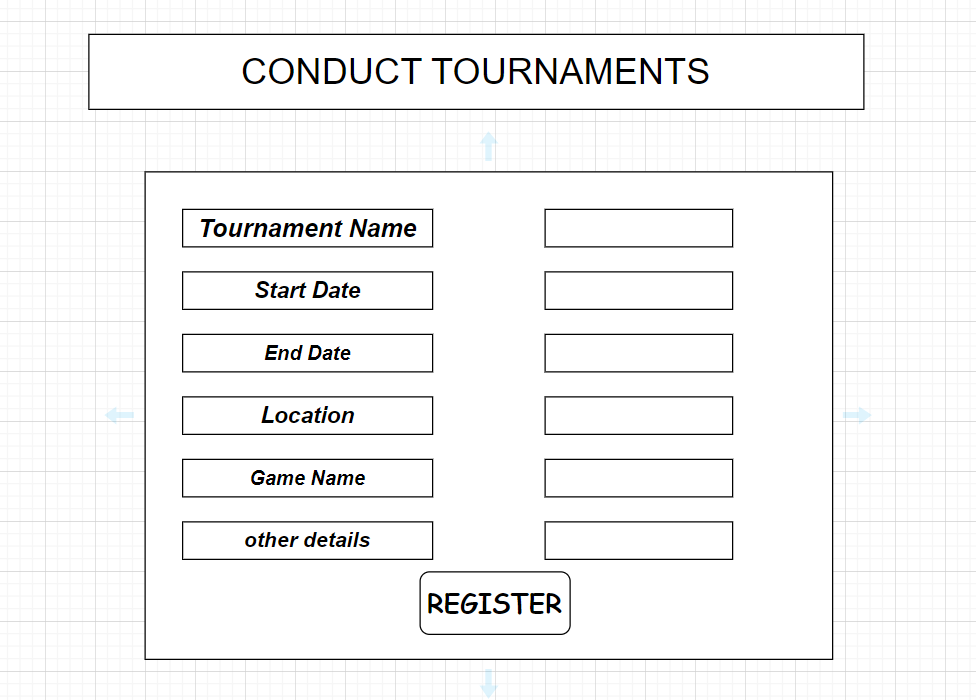 CONDUCT TOURNAMENTS
Tournament Name
Start Date
End Date
Location
Game Name
other details
REGISTER